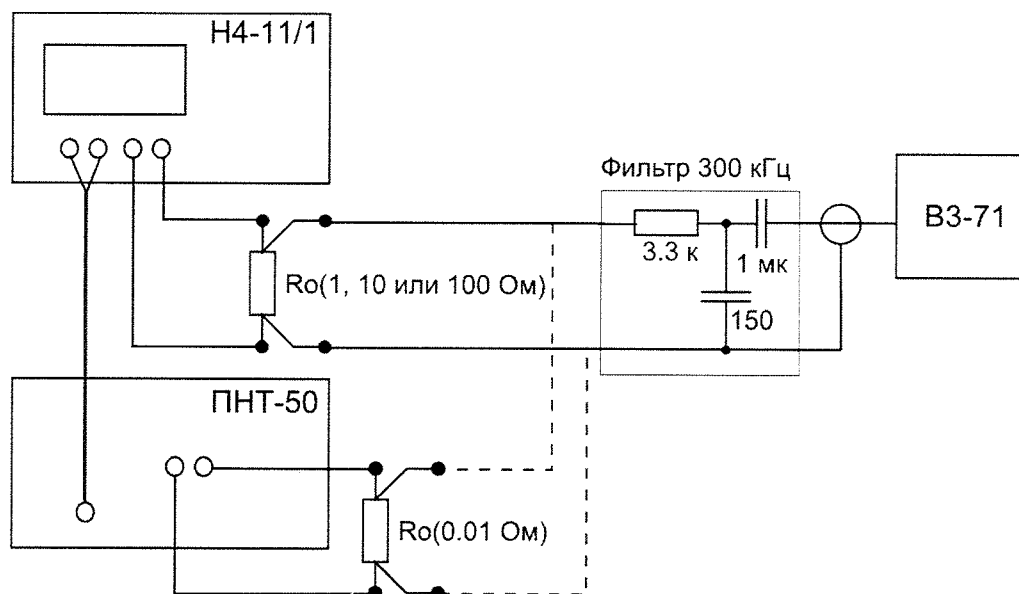 Н4-11/1
Фильтр 300 кГц
В3-71
3.3 к
1 мк
Ro(1, 10 или 100 Ом)
150
ПНТ-50
Ro(0.01 Ом)